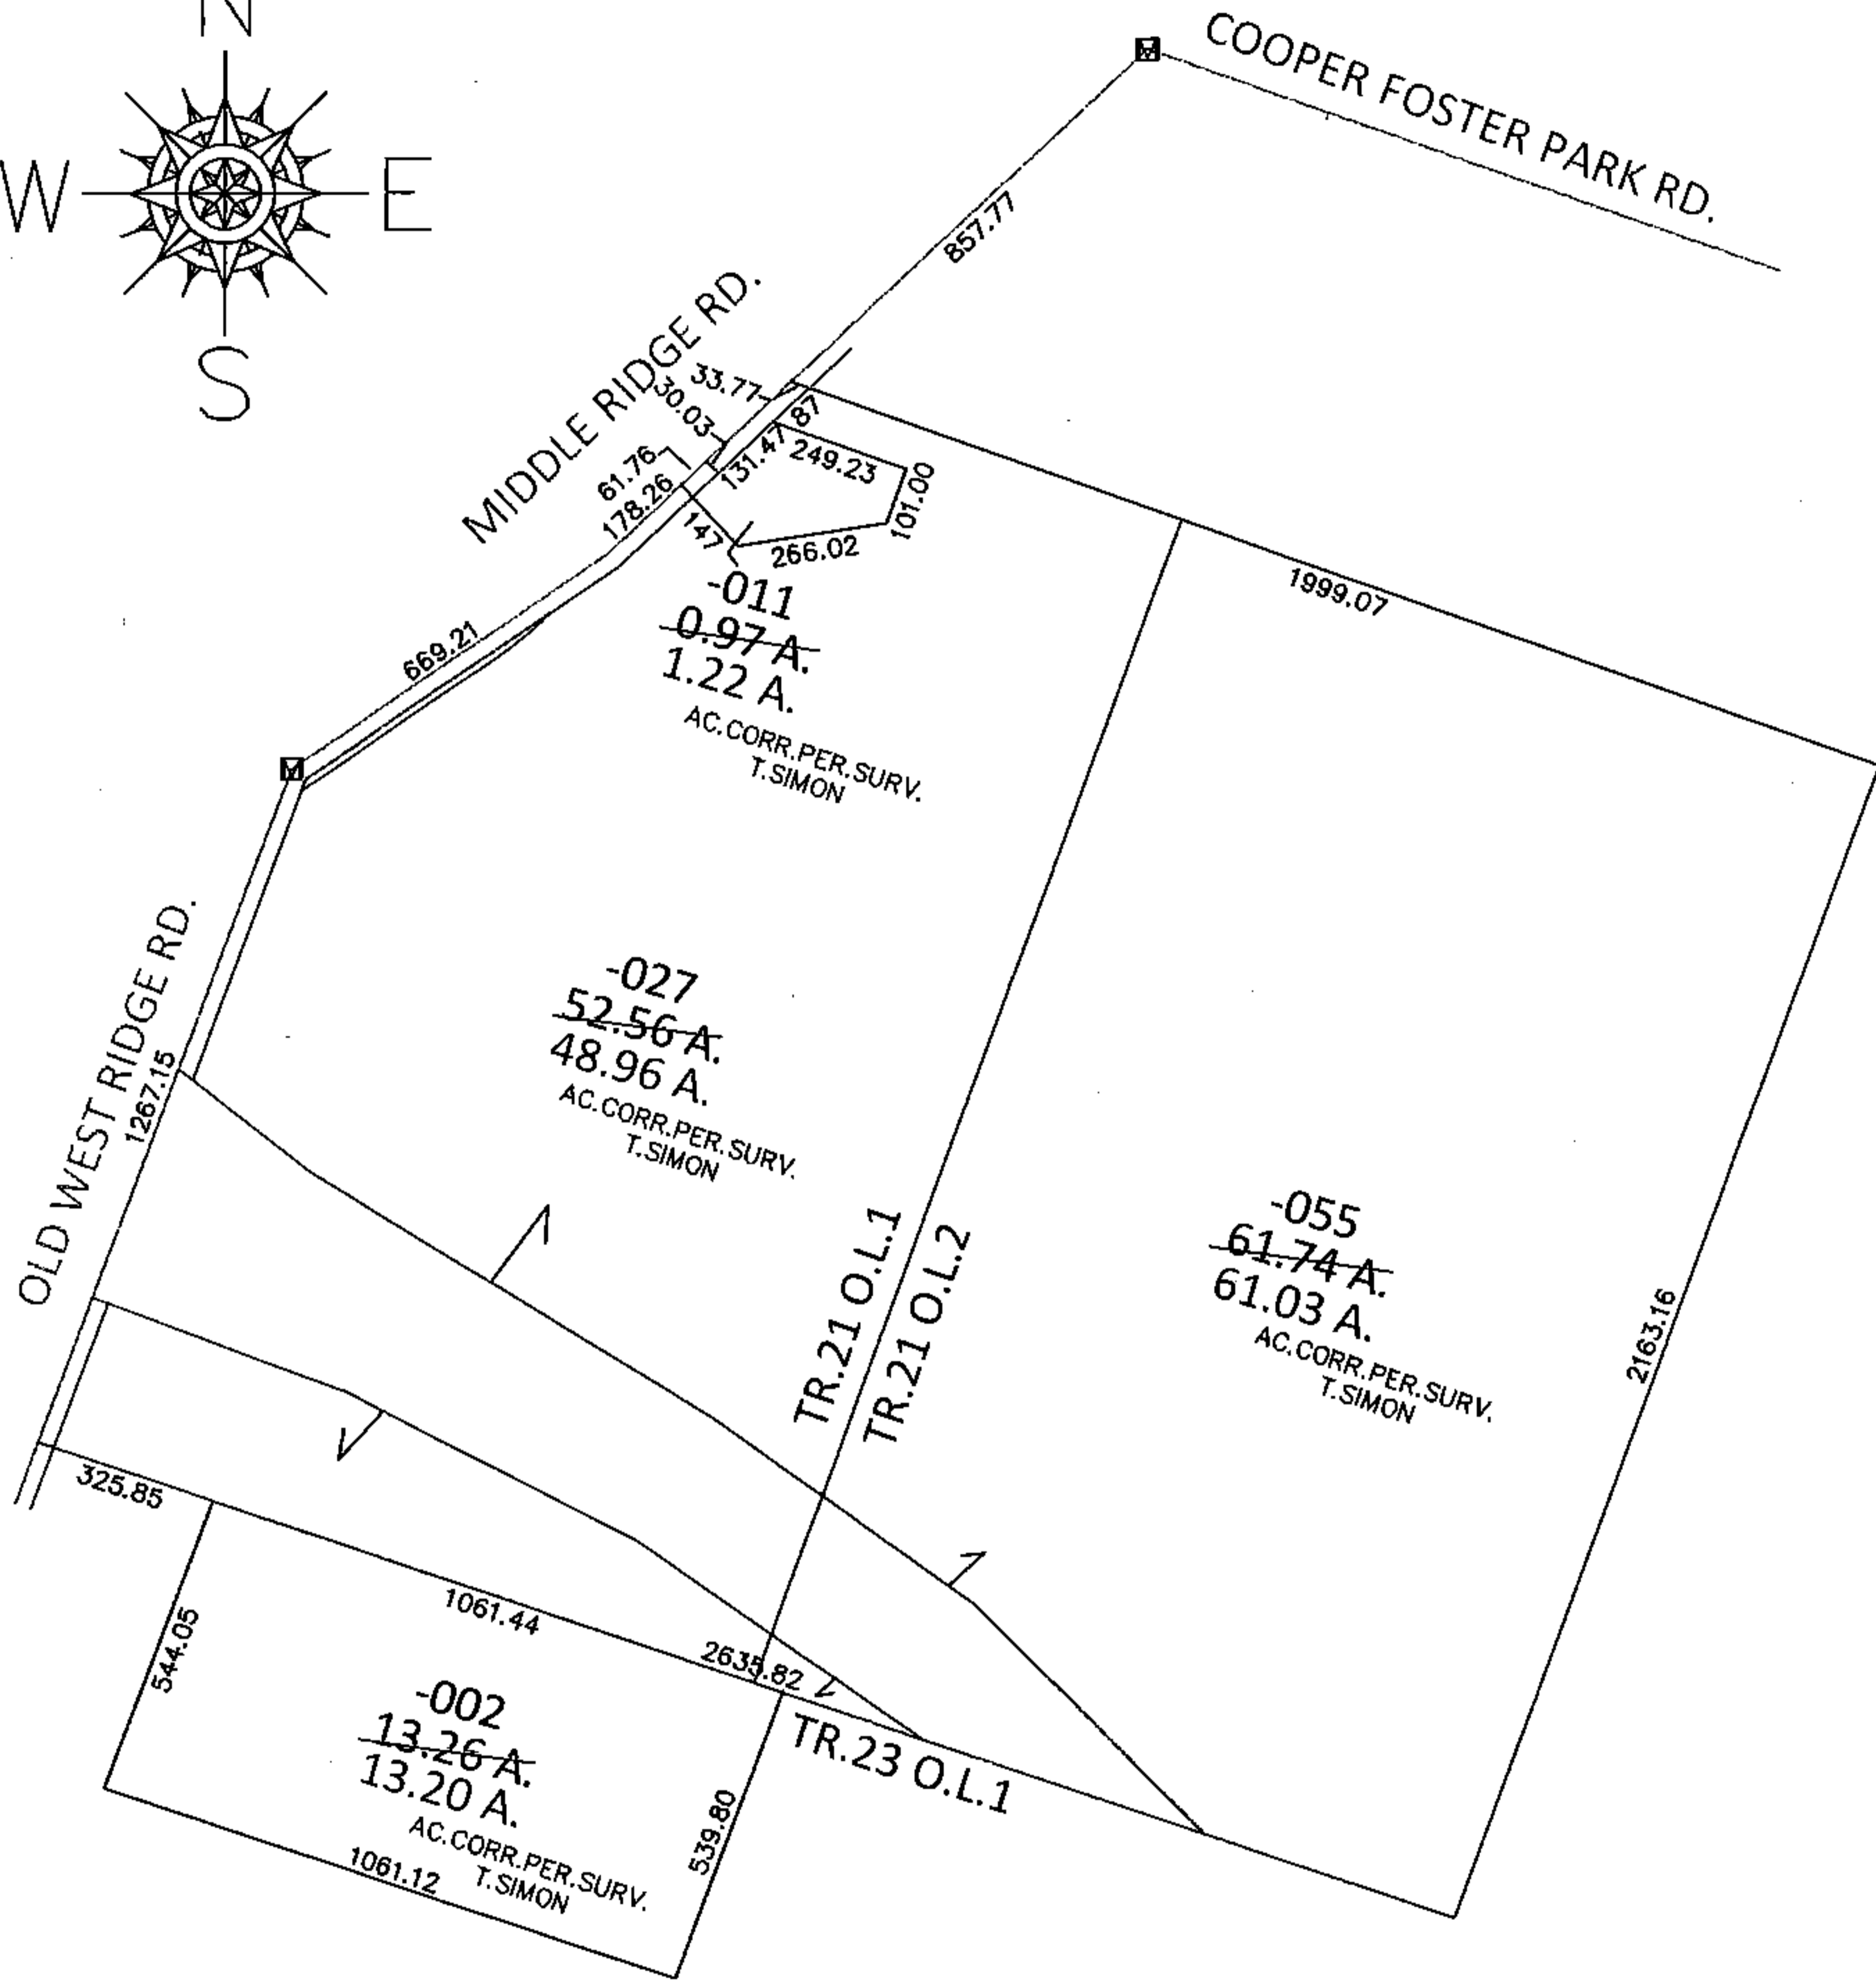 N
W
E
S
COOPER FOSTER PARK RD.
857.77
MIDDLE RIDGE RD.
33.77
30.03
87
131.47
249.23
61.76
178.26
101.00
147
266.02
1999.07
669.21
-011
0.97 A.
1.22 A.
AC.CORR.PER.SURV.
T.SIMON
OLD WEST RIDGE RD.
1267.15
-027
52.56 A.
48.96 A.
AC.CORR.PER.SURV.
T.SIMON
TR.21 O.L.1
TR.21 O.L.2
-055
61.74 A.
61.03 A.
AC.CORR.PER.SURV.
T.SIMON
2163.16
325.85
1061.44
2635.82
544.05
-002
13.26 A.
13.20 A.
AC.CORR.PER.SURV.
T.SIMON
TR.23 O.L.1
539.80
1061.12